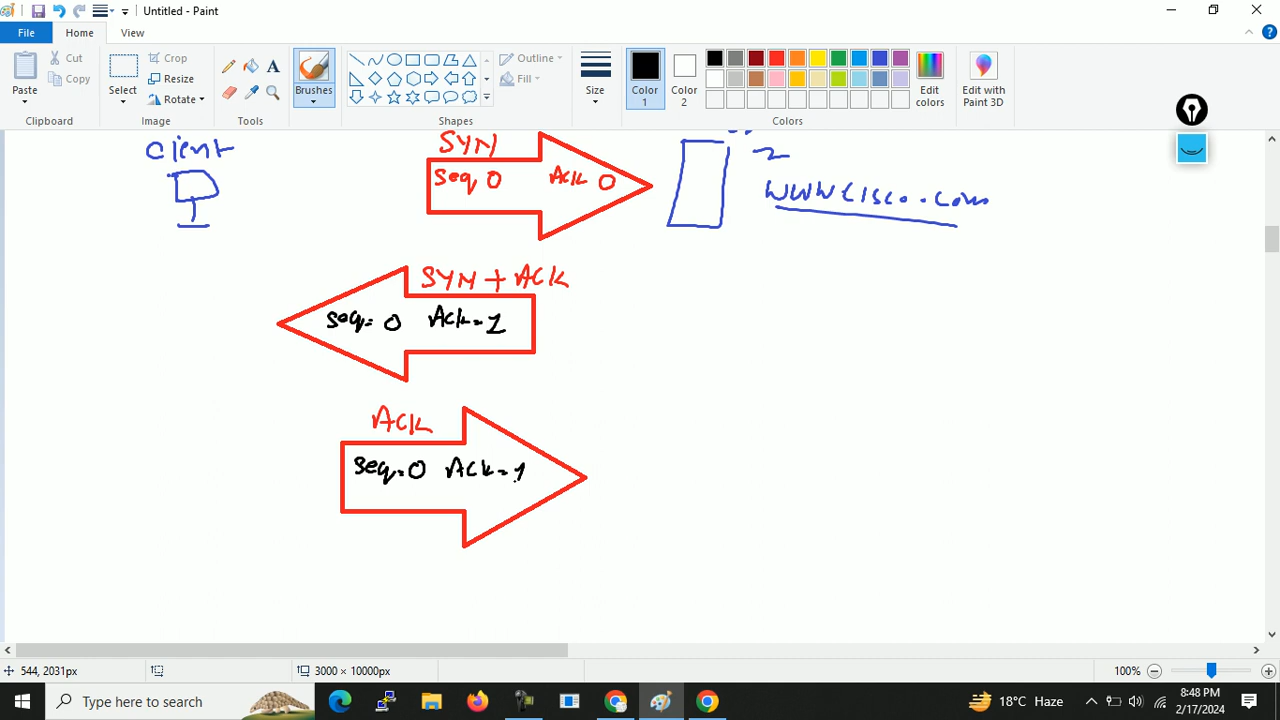 Untitled - Paint
File Home View
Paste
Cut
Copy
Clipboard
Select
Crop
Resize
Rotate
Image
A
Tools
Brushes
Shapes
Outline
Fill
Size
Color 1
Color 2
Colors
Edit colors
Edit with Paint 3D
client
SYN
Seq 0 Ack 0
2
WWWCisco.com
SYN + ACK
Seq= 0 Ack=1
ACK
Seq=0 Ack=1
544, 2031px
3000 × 10000px
100%
Type here to search
18°C Haze
8:48 PM
2/17/2024